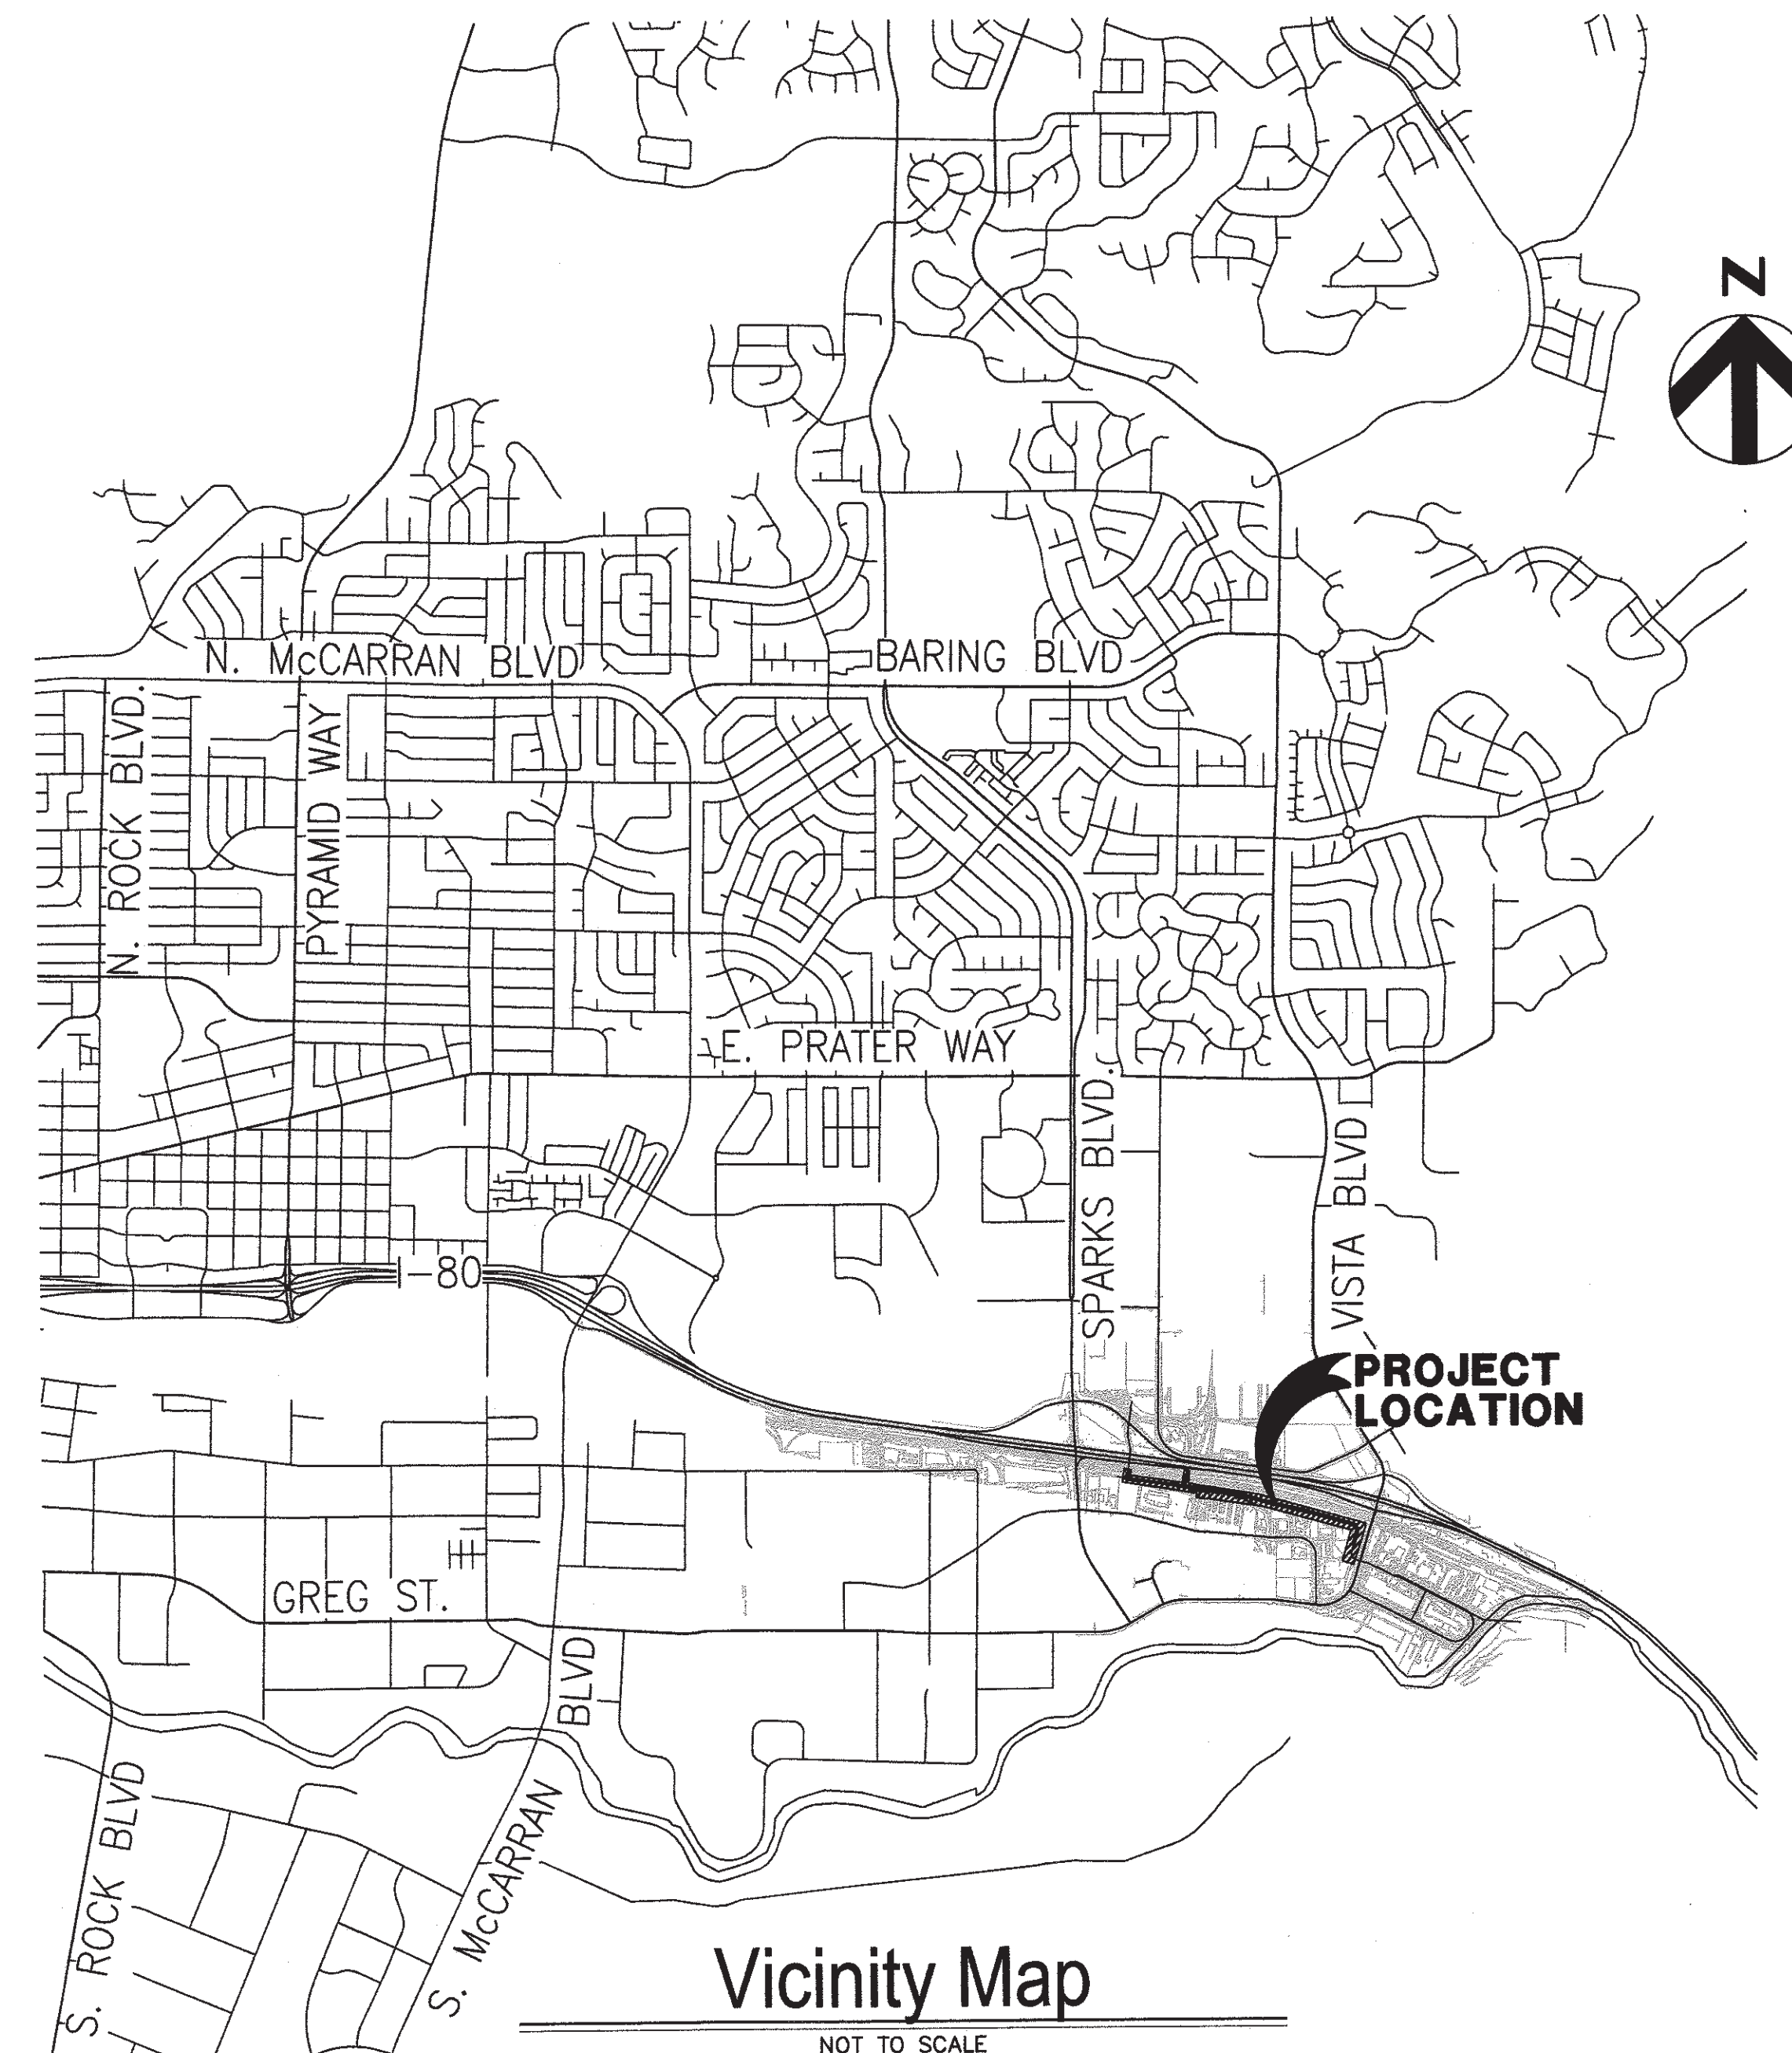 N
N. McCARRAN BLVD
BARING BLVD
N. ROCK BLVD.
PYRAMID WAY
E. PRATER WAY
SPARKS BLVD.
VISTA BLVD
I-80
PROJECT
LOCATION
GREG ST.
BLVD
S. McCARRAN
S. ROCK BLVD
Vicinity Map
NOT TO SCALE